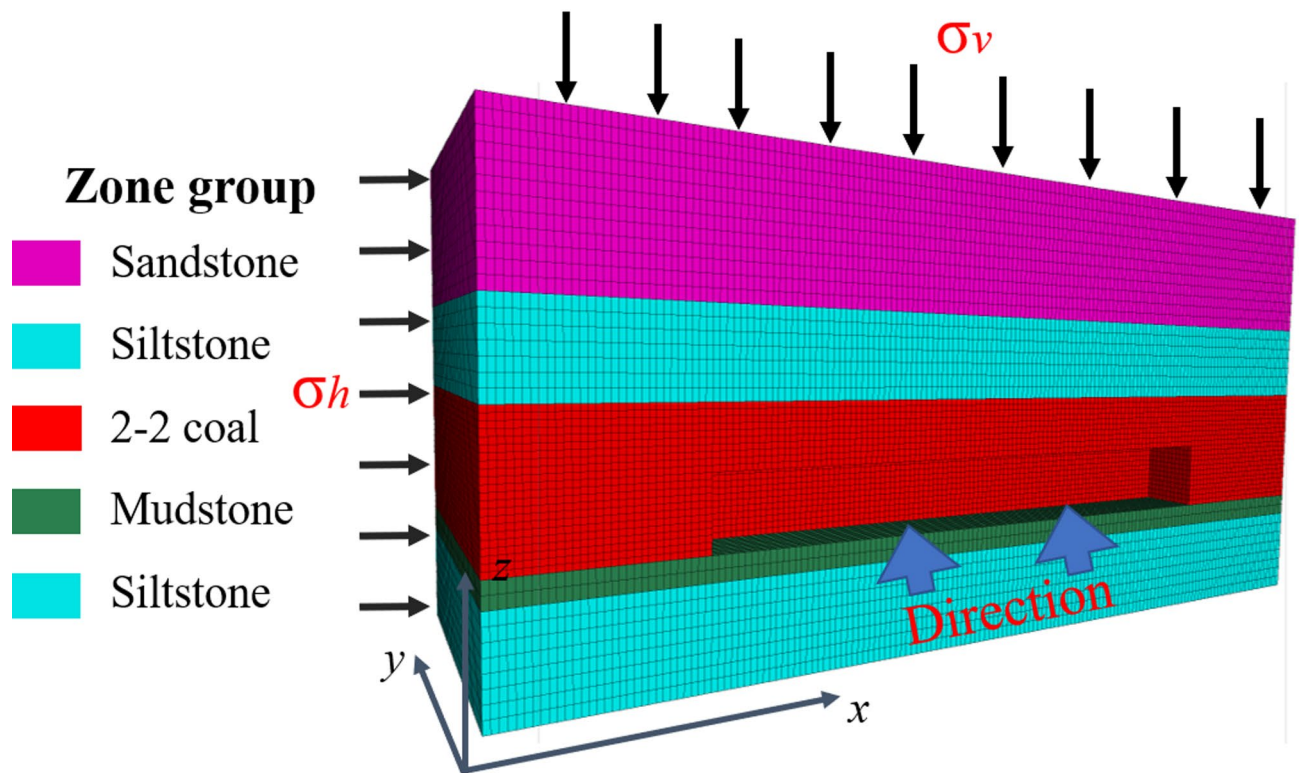 σv
Zone group
Sandstone
Siltstone
σh
2-2 coal
Mudstone
Siltstone
z
y
x
Direction